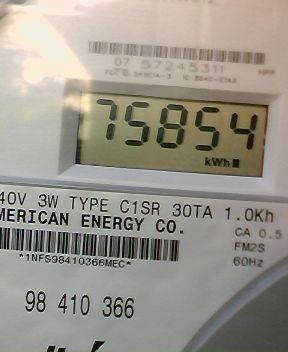 07 57245311
HPP
75854
kWh
40V 3W TYPE C1SR 30TA 1.0Kh
MERICAN ENERGY CO.
CA 0.5
FM2S
60Hz
*1NFS98410366MEC*
98 410 366